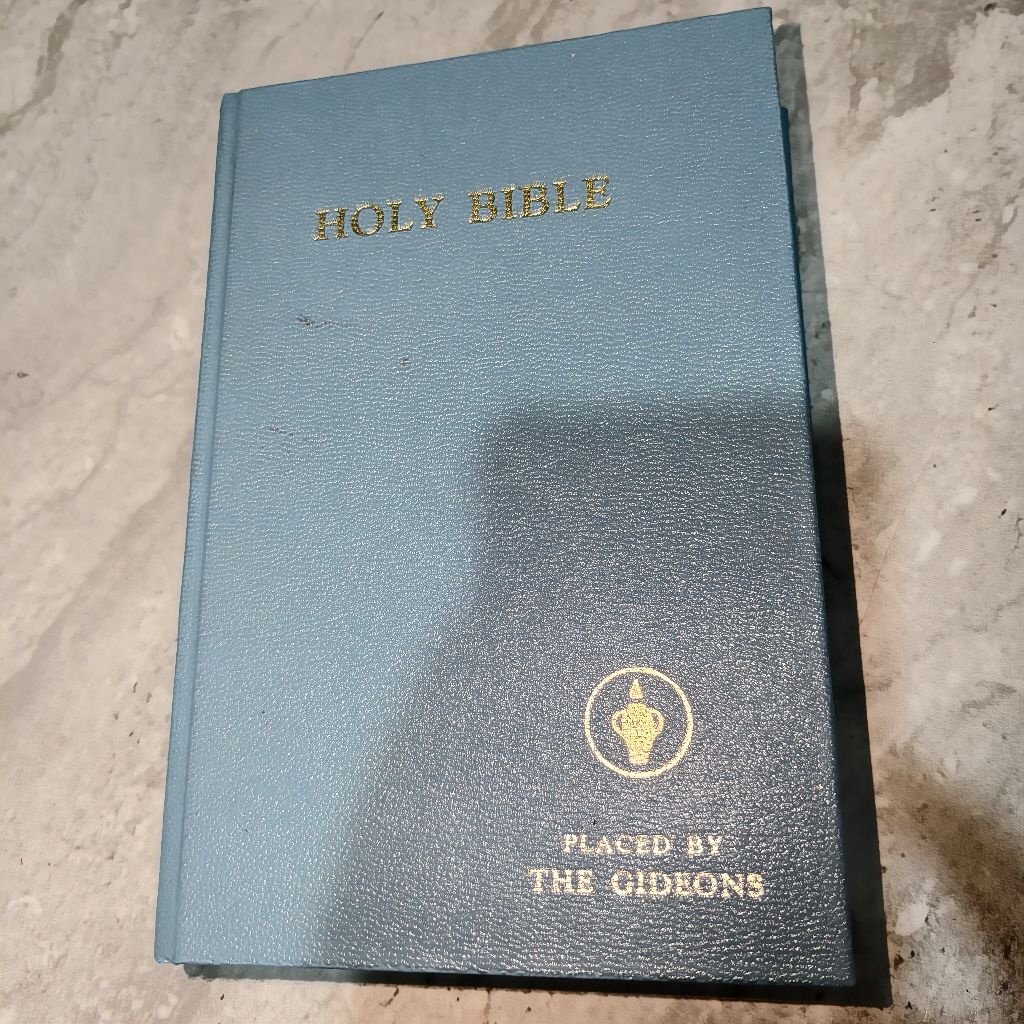 HOLY BIBLE
PLACED BY
THE GIDEONS